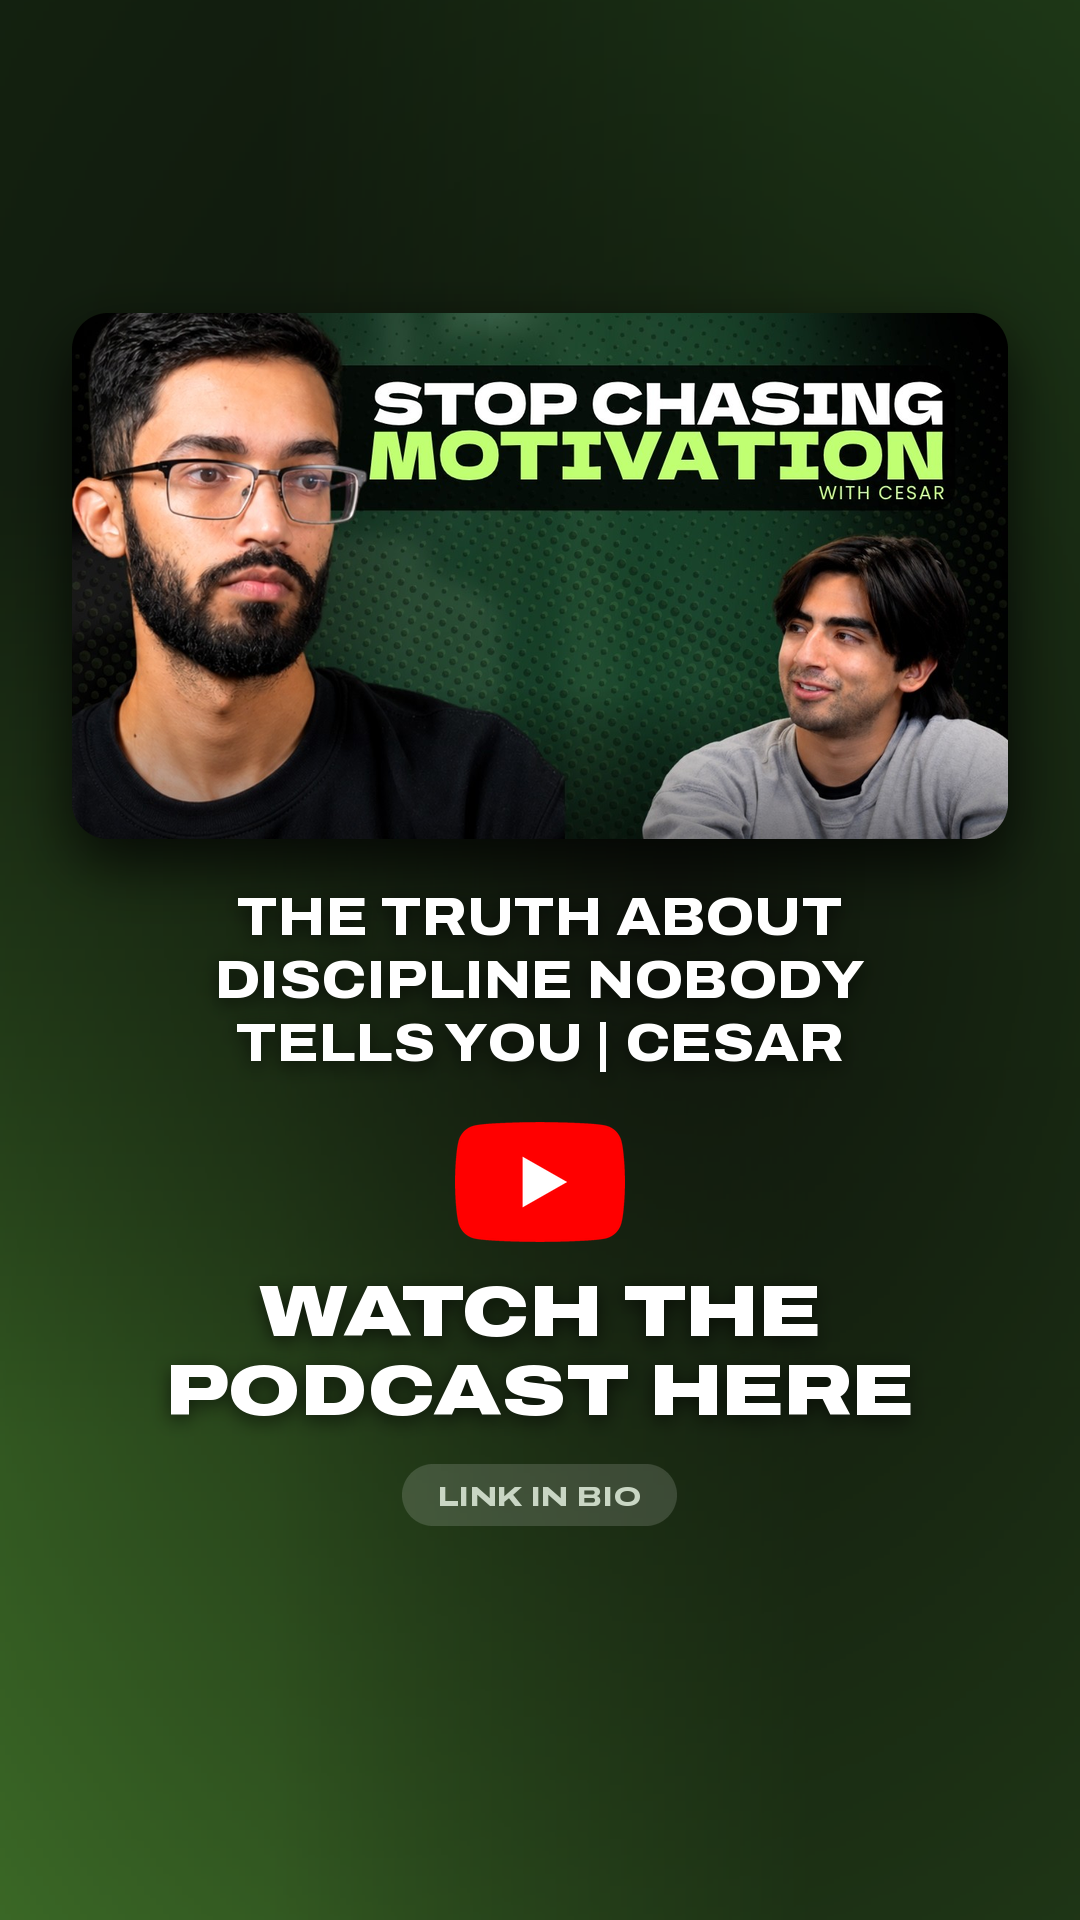 STOP CHASING
MOTIVATION
WITH CESAR
THE TRUTH ABOUT
DISCIPLINE NOBODY
TELLS YOU | CESAR
WATCH THE
PODCAST HERE
LINK IN BIO